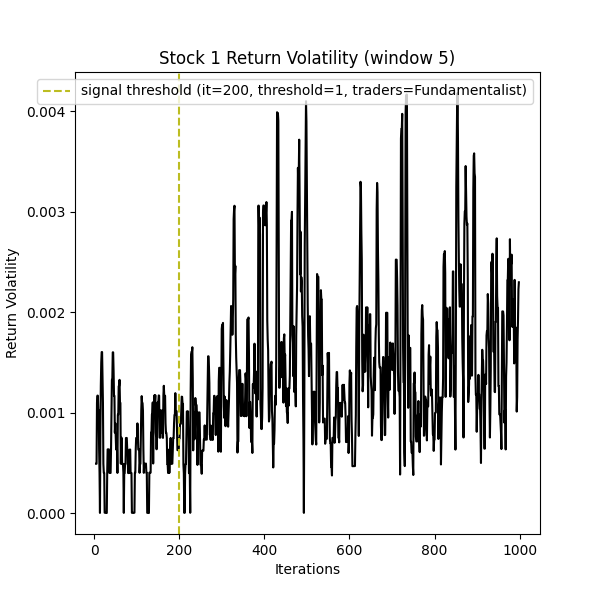 Stock 1 Return Volatility (window 5)
signal threshold (it=200, threshold=1, traders=Fundamentalist)
0.004
0.003
0.002
0.001
0.000
Return Volatility
0 200 400 600 800 1000
Iterations